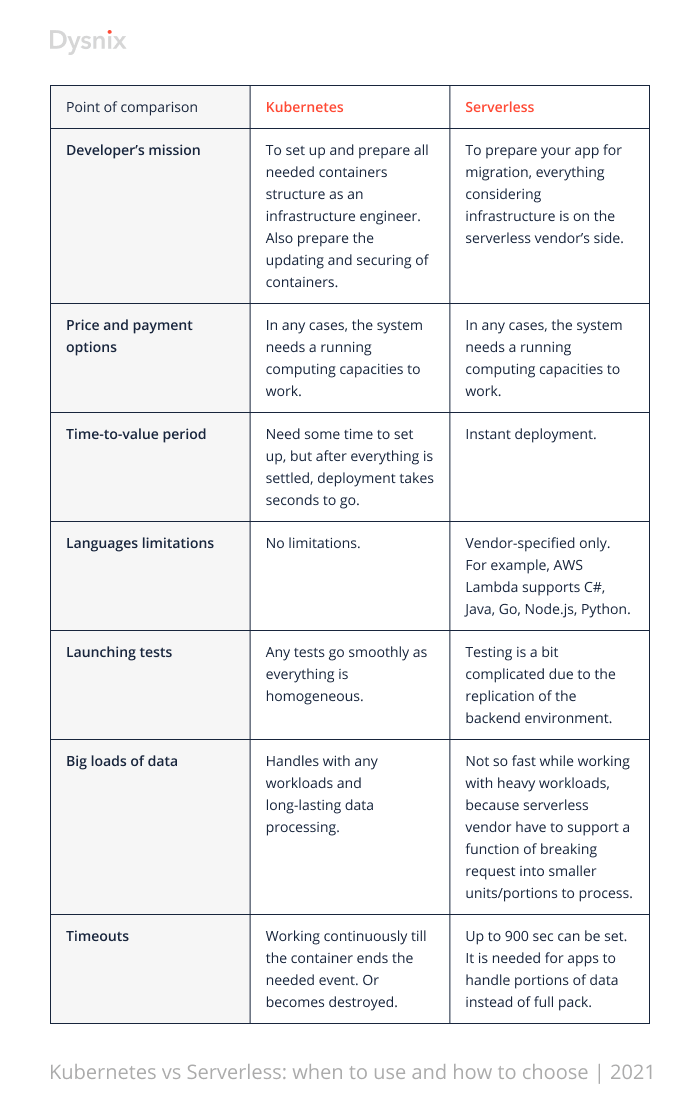 Dysnix
Point of comparison
Kubernetes
Serverless
Developer’s mission
To set up and prepare all
needed containers
structure as an
infrastructure engineer.
Also prepare the
updating and securing of
containers.
To prepare your app for
migration, everything
considering
infrastructure is on the
serverless vendor’s side.
Price and payment
options
In any cases, the system
needs a running
computing capacities to
work.
In any cases, the system
needs a running
computing capacities to
work.
Time-to-value period
Need some time to set
up, but after everything is
settled, deployment takes
seconds to go.
Instant deployment.
Languages limitations
No limitations.
Vendor-specified only.
For example, AWS
Lambda supports C#,
Java, Go, Node.js, Python.
Launching tests
Any tests go smoothly as
everything is
homogeneous.
Testing is a bit
complicated due to the
replication of the
backend environment.
Big loads of data
Handles with any
workloads and
long-lasting data
processing.
Not so fast while working
with heavy workloads,
because serverless
vendor have to support a
function of breaking
request into smaller
units/portions to process.
Timeouts
Working continuously till
the container ends the
needed event. Or
becomes destroyed.
Up to 900 sec can be set.
It is needed for apps to
handle portions of data
instead of full pack.
Kubernetes vs Serverless: when to use and how to choose | 2021